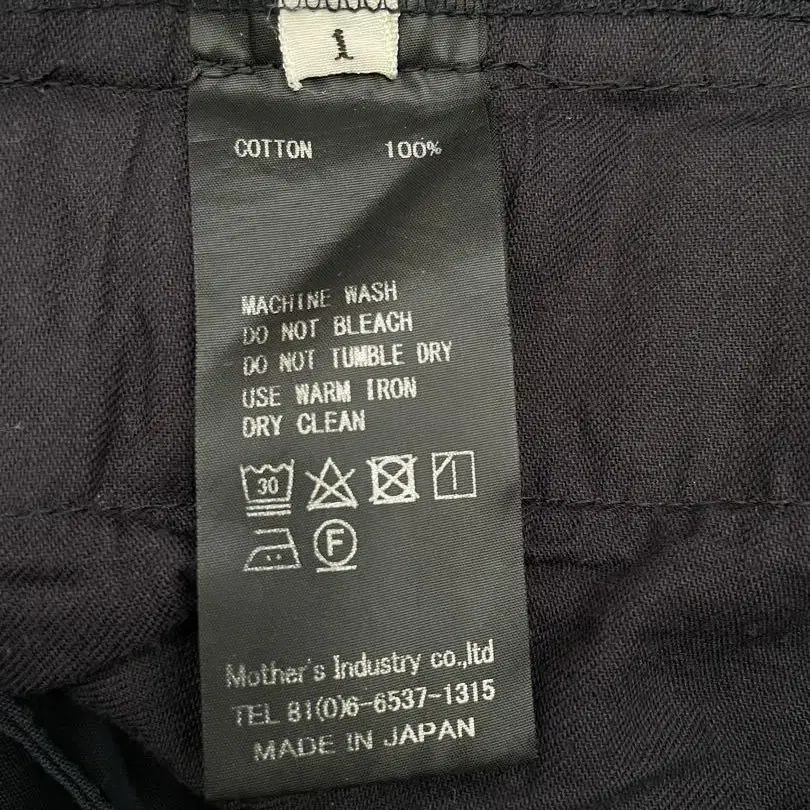 1
COTTON 100%
MACHINE WASH
DO NOT BLEACH
DO NOT TUMBLE DRY
USE WARM IRON
DRY CLEAN
30
F
Mother's Industry co.,ltd
TEL 81(0)6-6537-1315
MADE IN JAPAN